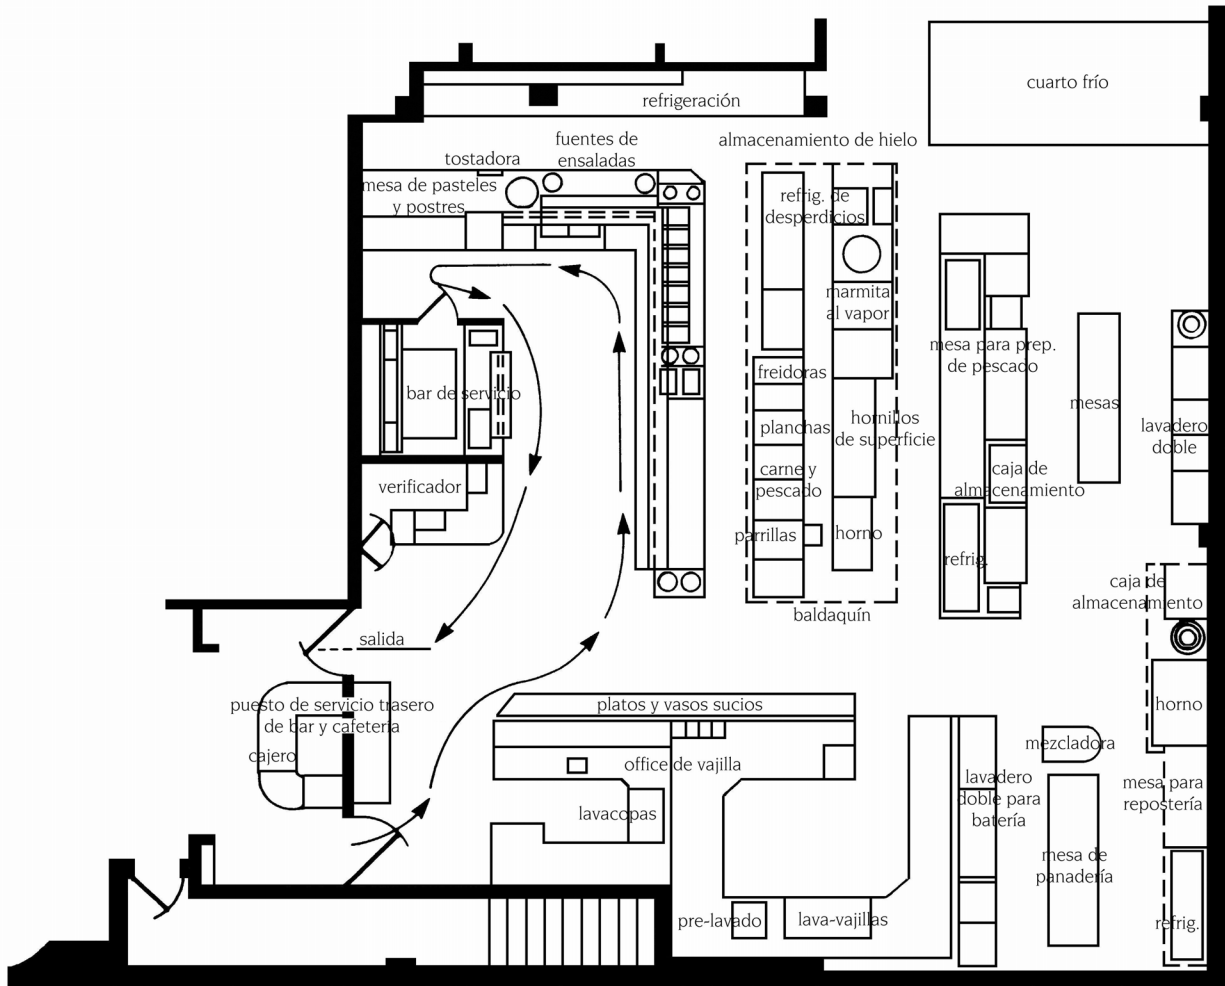 cuarto frío
refrigeración
almacenamiento de hielo
fuentes de
ensaladas
tostadora
mesa de pasteles
y postres
refrig. de
desperdicios
marmita
al vapor
mesa para prep.
de pescado
freidoras
bar de servicio
mesas
planchas
hornillos
de superficie
lavadero
doble
carne y
pescado
caja de
almacenamiento
verificador
parrillas
horno
refrig.
caja de
almacenamiento
baldaquín
salida
puesto de servicio trasero
de bar y cafetería
platos y vasos sucios
horno
cajero
office de vajilla
mezcladora
lavadero
doble para
batería
mesa para
repostería
lavacopas
mesa de
panadería
pre-lavado
lava-vajillas
refrig.